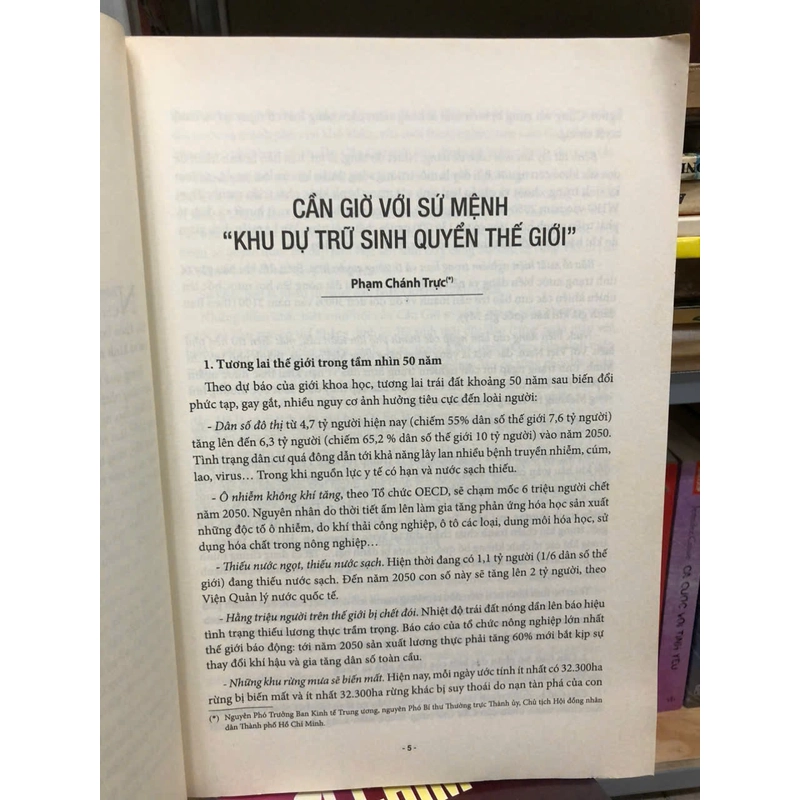 CẦN GIỜ VỚI SỨ MỆNH
“KHU DỰ TRỮ SINH QUYỂN THẾ GIỚI”
Phạm Chánh Trực(*)
1. Tương lai thế giới trong tầm nhìn 50 năm
Theo dự báo của giới khoa học, tương lai trái đất khoảng 50 năm sau biến đổi
phức tạp, gay gắt, nhiều nguy cơ ảnh hưởng tiêu cực đến loài người:
- Dân số đô thị từ 4,7 tỷ người hiện nay (chiếm 55% dân số thế giới 7,6 tỷ người)
tăng lên đến 6,3 tỷ người (chiếm 65,2 % dân số thế giới 10 tỷ người) vào năm 2050.
Tình trạng dân cư quá đông dẫn tới khả năng lây lan nhiều bệnh truyền nhiễm, cúm,
lao, virus… Trong khi nguồn lực y tế có hạn và nước sạch thiếu.
- Ô nhiễm không khí tăng, theo Tổ chức OECD, sẽ chạm mốc 6 triệu người chết
năm 2050. Nguyên nhân do thời tiết ấm lên làm gia tăng phản ứng hóa học sản xuất
những độc tố ô nhiễm, do khí thải công nghiệp, ô tô các loại, dung môi hóa học, sử
dụng hóa chất trong nông nghiệp…
- Thiếu nước ngọt, thiếu nước sạch. Hiện thời đang có 1,1 tỷ người (1/6 dân số thế
giới) đang thiếu nước sạch. Đến năm 2050 con số này sẽ tăng lên 2 tỷ người, theo
Viện Quản lý nước quốc tế.
- Hằng triệu người trên thế giới bị chết đói. Nhiệt độ trái đất nóng dần lên báo hiệu
tình trạng thiếu lương thực trầm trọng. Báo cáo của tổ chức nông nghiệp lớn nhất
thế giới báo động: tới năm 2050 sản xuất lương thực phải tăng 60% mới bắt kịp sự
thay đổi khí hậu và gia tăng dân số toàn cầu.
- Những khu rừng mưa sẽ biến mất. Hiện nay, mỗi ngày ước tính ít nhất có 32.300ha
rừng bị biến mất và ít nhất 32.300ha rừng khác bị suy thoái do nạn tàn phá của con
(*) Nguyên Phó Trưởng Ban Kinh tế Trung ương, nguyên Phó Bí thư Thường trực Thành ủy, Chủ tịch Hội đồng nhân
dân Thành phố Hồ Chí Minh.
- 5 -